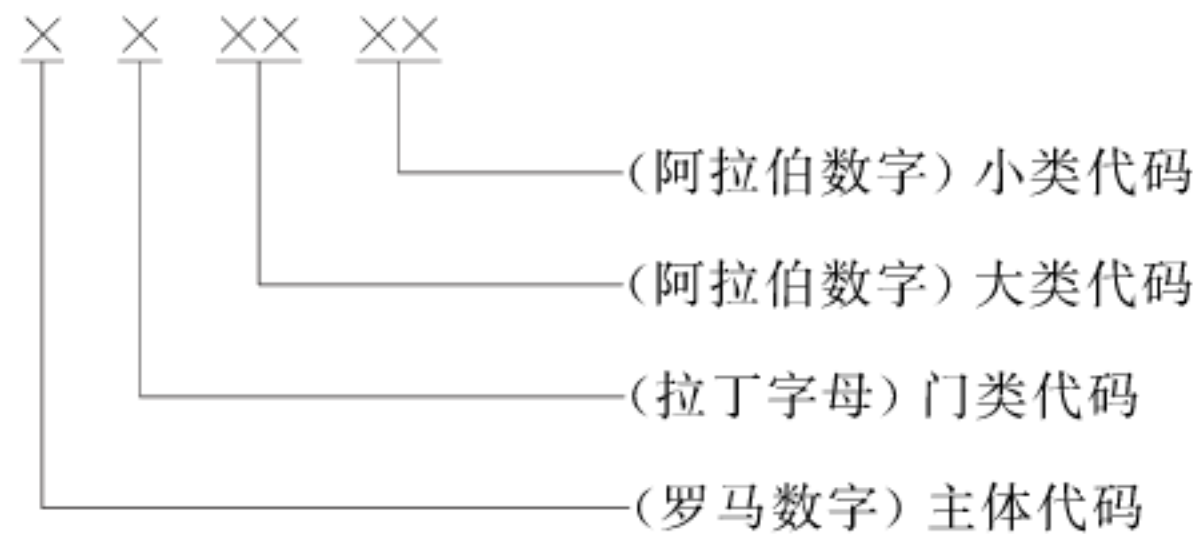 × × ×× ××
(阿拉伯数字) 小类代码
(阿拉伯数字) 大类代码
(拉丁字母) 门类代码
(罗马数字) 主体代码